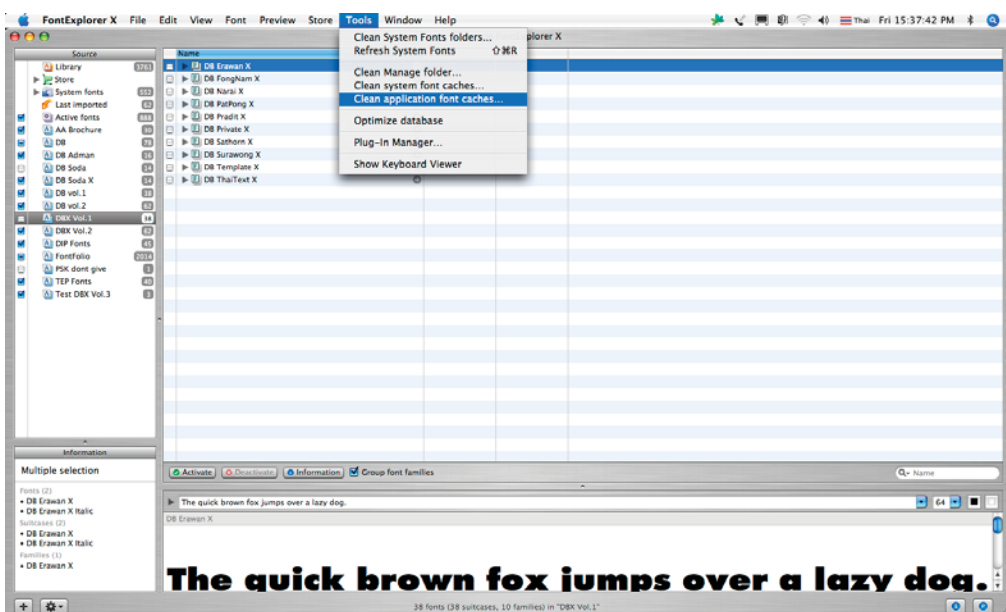 FontExplorer X File Edit View Font Preview Store Tools Window Help Thai Fri 15:37:42 PM
plorer X
Clean System Fonts folders...
Refresh System Fonts ⇧⌘R
Clean Manage folder...
Clean system font caches...
Clean application font caches...
Optimize database
Plug-In Manager...
Show Keyboard Viewer
Source
Library 3761
Store
System fonts 152
Last imported 62
Active fonts 688
AA Brochure 30
DB 78
DB Adman 16
DB Soda 14
DB Soda X 14
DB vol.1 38
DB vol.2 62
DBX Vol.1 38
DBX Vol.2 62
DIP Fonts 45
FontFolio 2014
PSK dont give
TEP Fonts 40
Test DBX Vol.3 3
Name
DB Erawan X
DB FongNam X
DB Narai X
DB PatPong X
DB Pradit X
DB Private X
DB Sathorn X
DB Surawong X
DB Template X
DB ThaiText X
Information
Multiple selection
Fonts (2)
• DB Erawan X
• DB Erawan X Italic
Suitcases (2)
• DB Erawan X
• DB Erawan X Italic
Families (1)
• DB Erawan X
Activate Deactivate Information Group font families Name
The quick brown fox jumps over a lazy dog. 64
DB Erawan X
The quick brown fox jumps over a lazy dog.
38 fonts (38 suitcases, 10 families) in "DBX Vol.1"